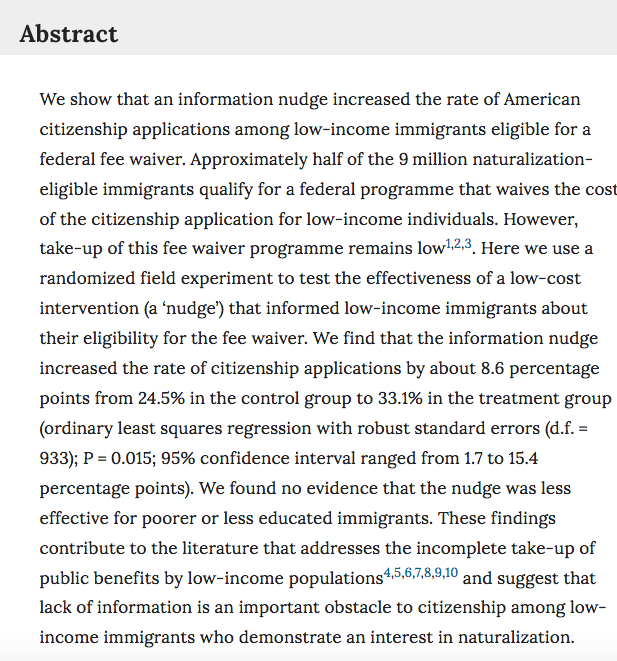 Abstract
We show that an information nudge increased the rate of American
citizenship applications among low-income immigrants eligible for a
federal fee waiver. Approximately half of the 9 million naturalization-
eligible immigrants qualify for a federal programme that waives the cost
of the citizenship application for low-income individuals. However,
take-up of this fee waiver programme remains low1,2,3. Here we use a
randomized field experiment to test the effectiveness of a low-cost
intervention (a ‘nudge’) that informed low-income immigrants about
their eligibility for the fee waiver. We find that the information nudge
increased the rate of citizenship applications by about 8.6 percentage
points from 24.5% in the control group to 33.1% in the treatment group
(ordinary least squares regression with robust standard errors (d.f. =
933); P = 0.015; 95% confidence interval ranged from 1.7 to 15.4
percentage points). We found no evidence that the nudge was less
effective for poorer or less educated immigrants. These findings
contribute to the literature that addresses the incomplete take-up of
public benefits by low-income populations4,5,6,7,8,9,10 and suggest that
lack of information is an important obstacle to citizenship among low-
income immigrants who demonstrate an interest in naturalization.